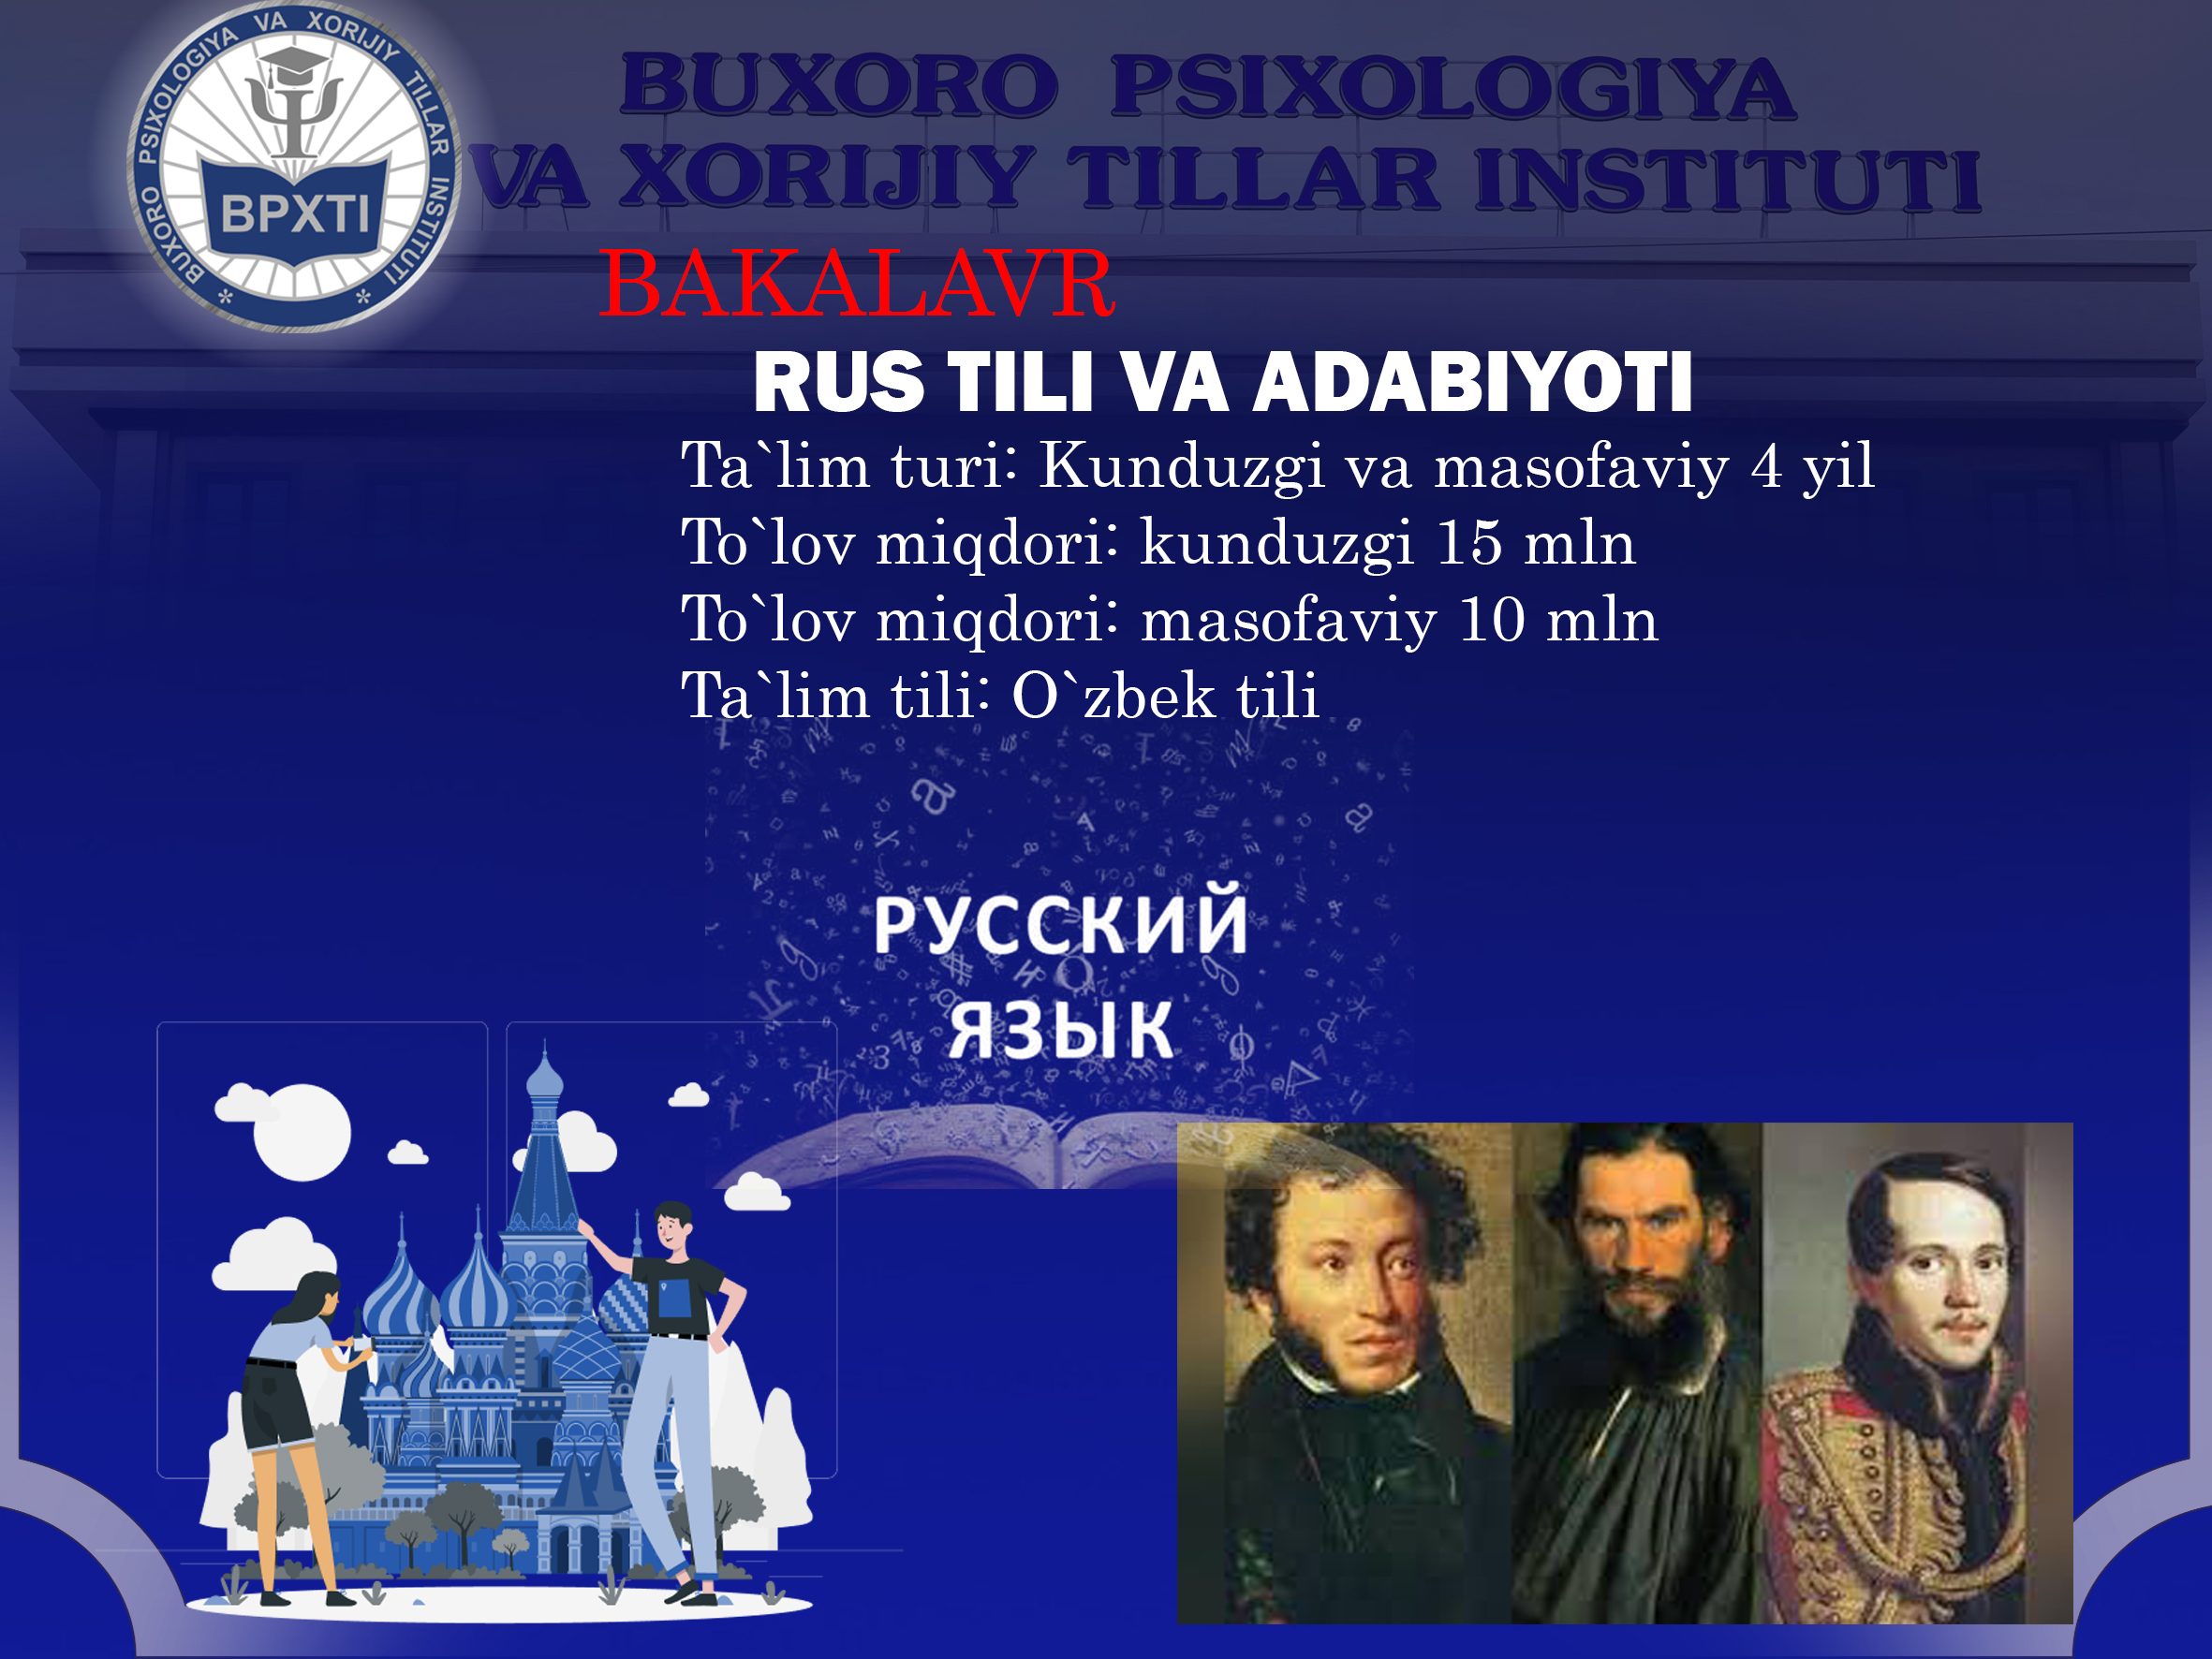 BUXORO PSIXOLOGIYA VA XORIJIY TILLAR INSTITUTI
BPXTI
BUXORO PSIXOLOGIYA
VA XORIJIY TILLAR INSTITUTI
BAKALAVR
RUS TILI VA ADABIYOTI
Ta`lim turi: Kunduzgi va masofaviy 4 yil
To`lov miqdori: kunduzgi 15 mln
To`lov miqdori: masofaviy 10 mln
Ta`lim tili: O`zbek tili
РУССКИЙ
ЯЗЫК